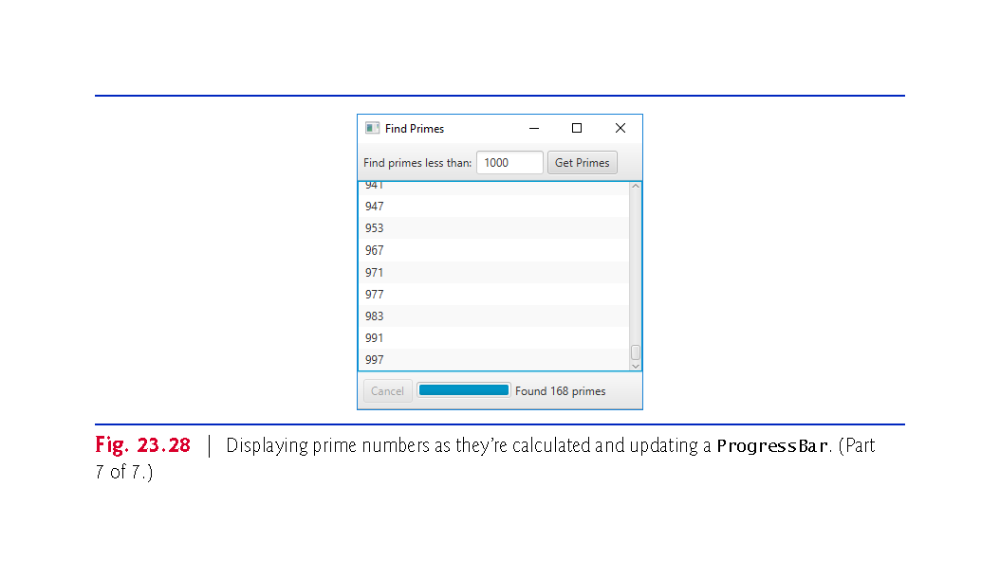 Find Primes
Find primes less than: 1000 Get Primes
941
947
953
967
971
977
983
991
997
Cancel Found 168 primes
Fig. 23.28 | Displaying prime numbers as they’re calculated and updating a ProgressBar. (Part
7 of 7.)